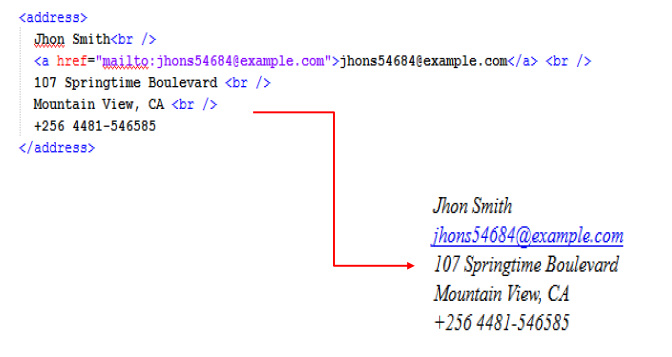 <address>
Jhon Smith<br />
<a href="mailto:jhons54684@example.com">jhons54684@example.com</a> <br />
107 Springtime Boulevard <br />
Mountain View, CA <br />
+256 4481-546585
</address>
Jhon Smith
jhons54684@example.com
107 Springtime Boulevard
Mountain View, CA
+256 4481-546585